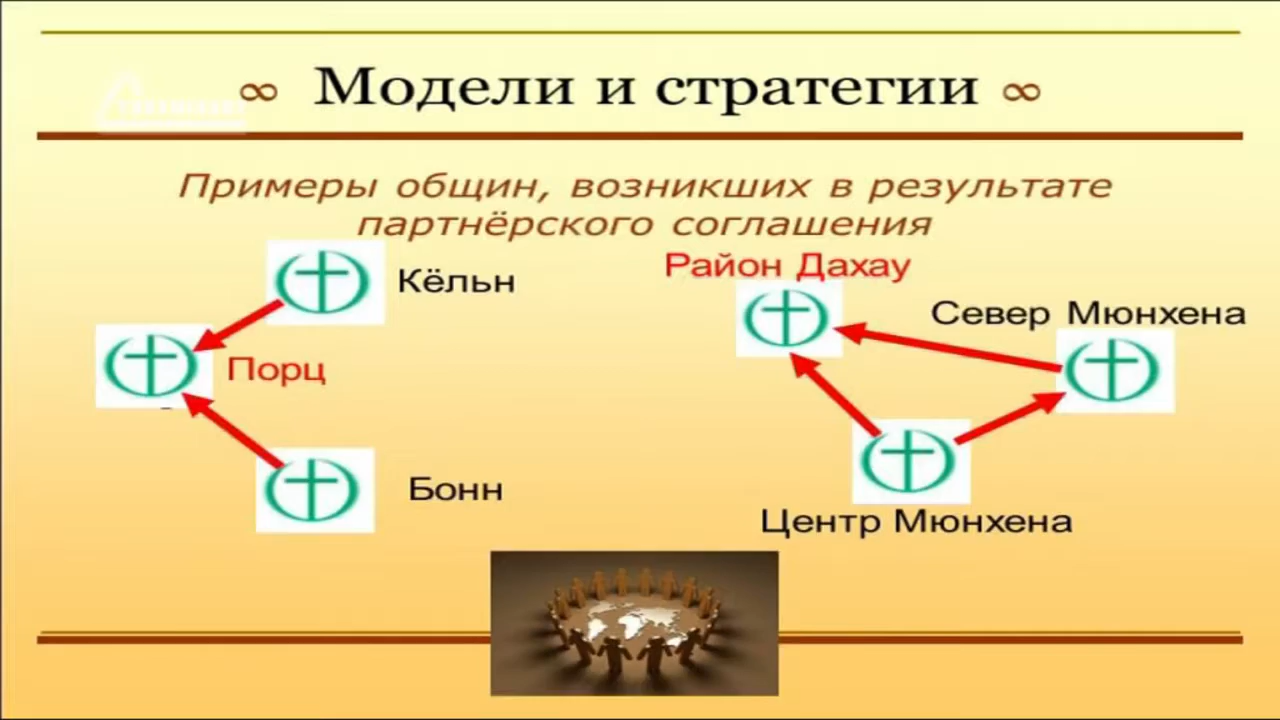 ∞ Модели и стратегии ∞
Примеры общин, возникших в результате
партнёрского соглашения
Кёльн
Порц
Бонн
Район Дахау
Север Мюнхена
Центр Мюнхена